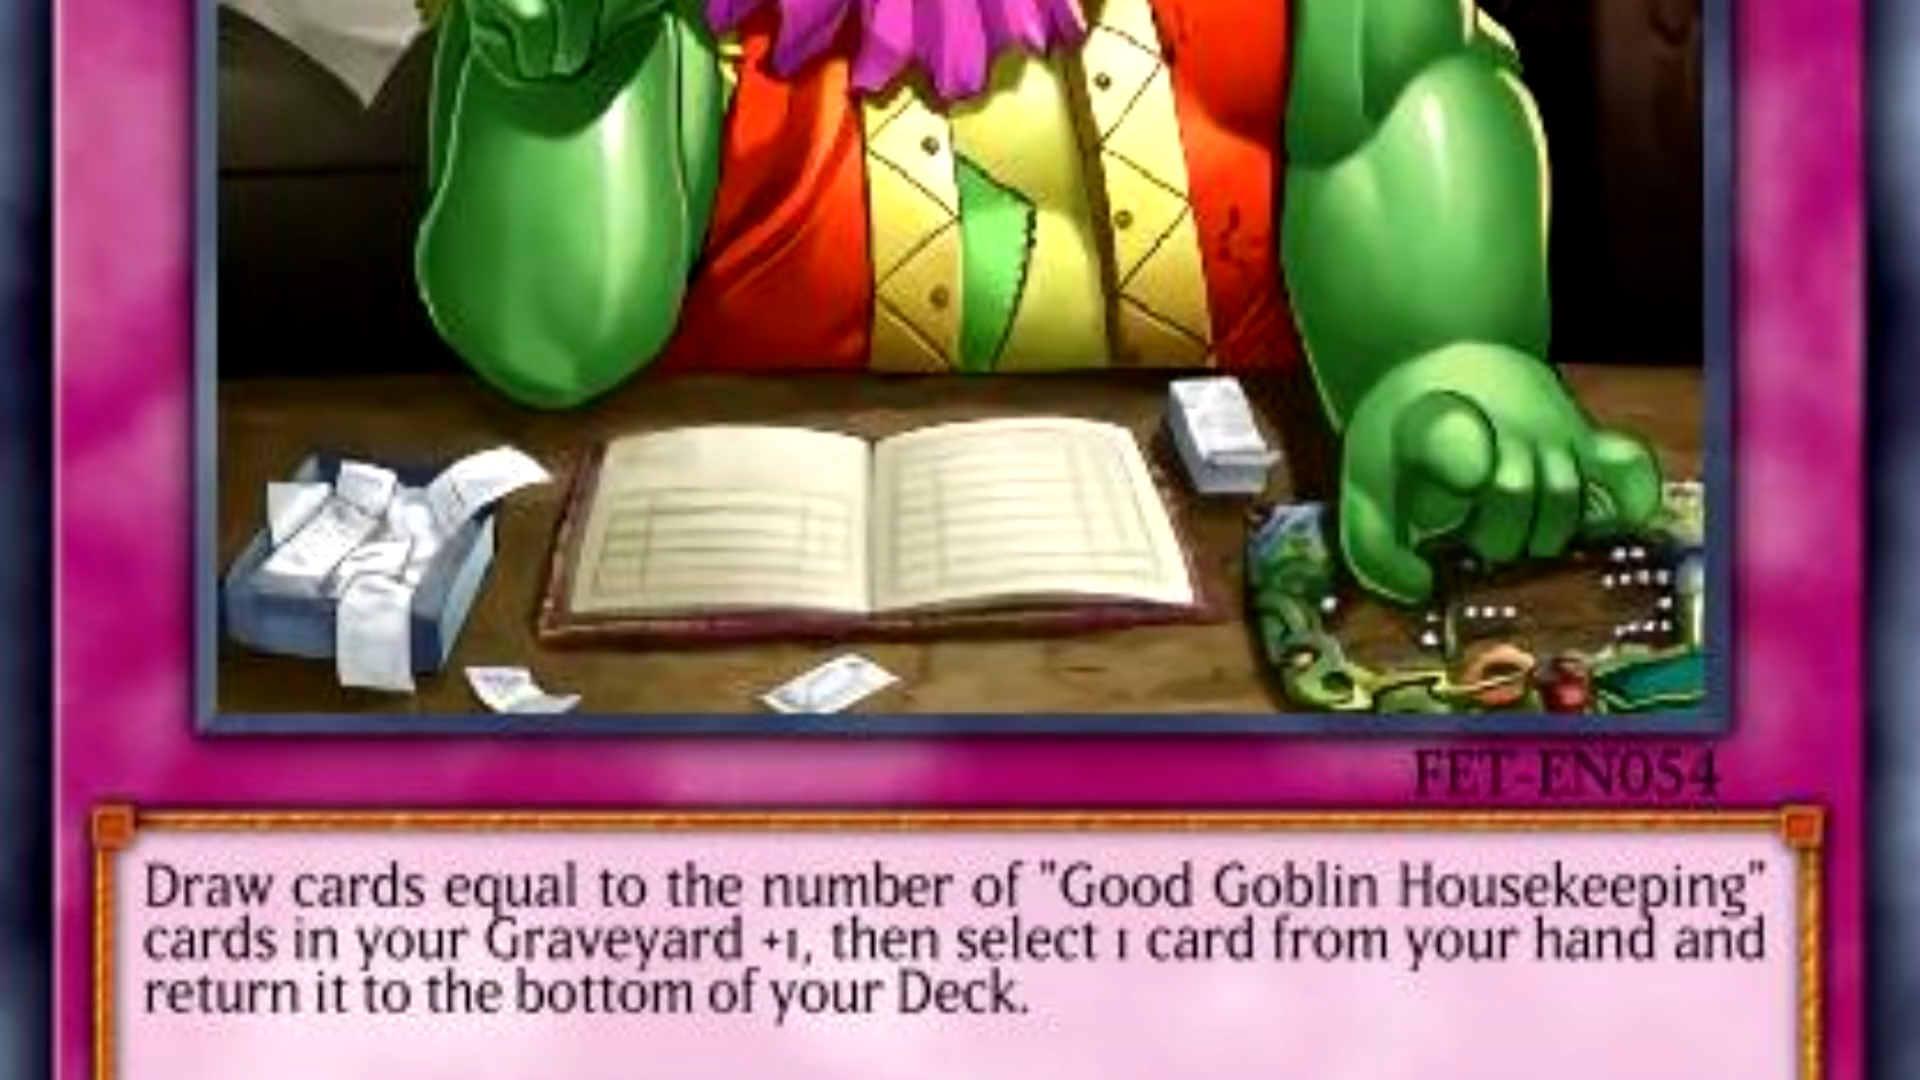 FET-EN054
Draw cards equal to the number of "Good Goblin Housekeeping"
cards in your Graveyard +1, then select 1 card from your hand and
return it to the bottom of your Deck.